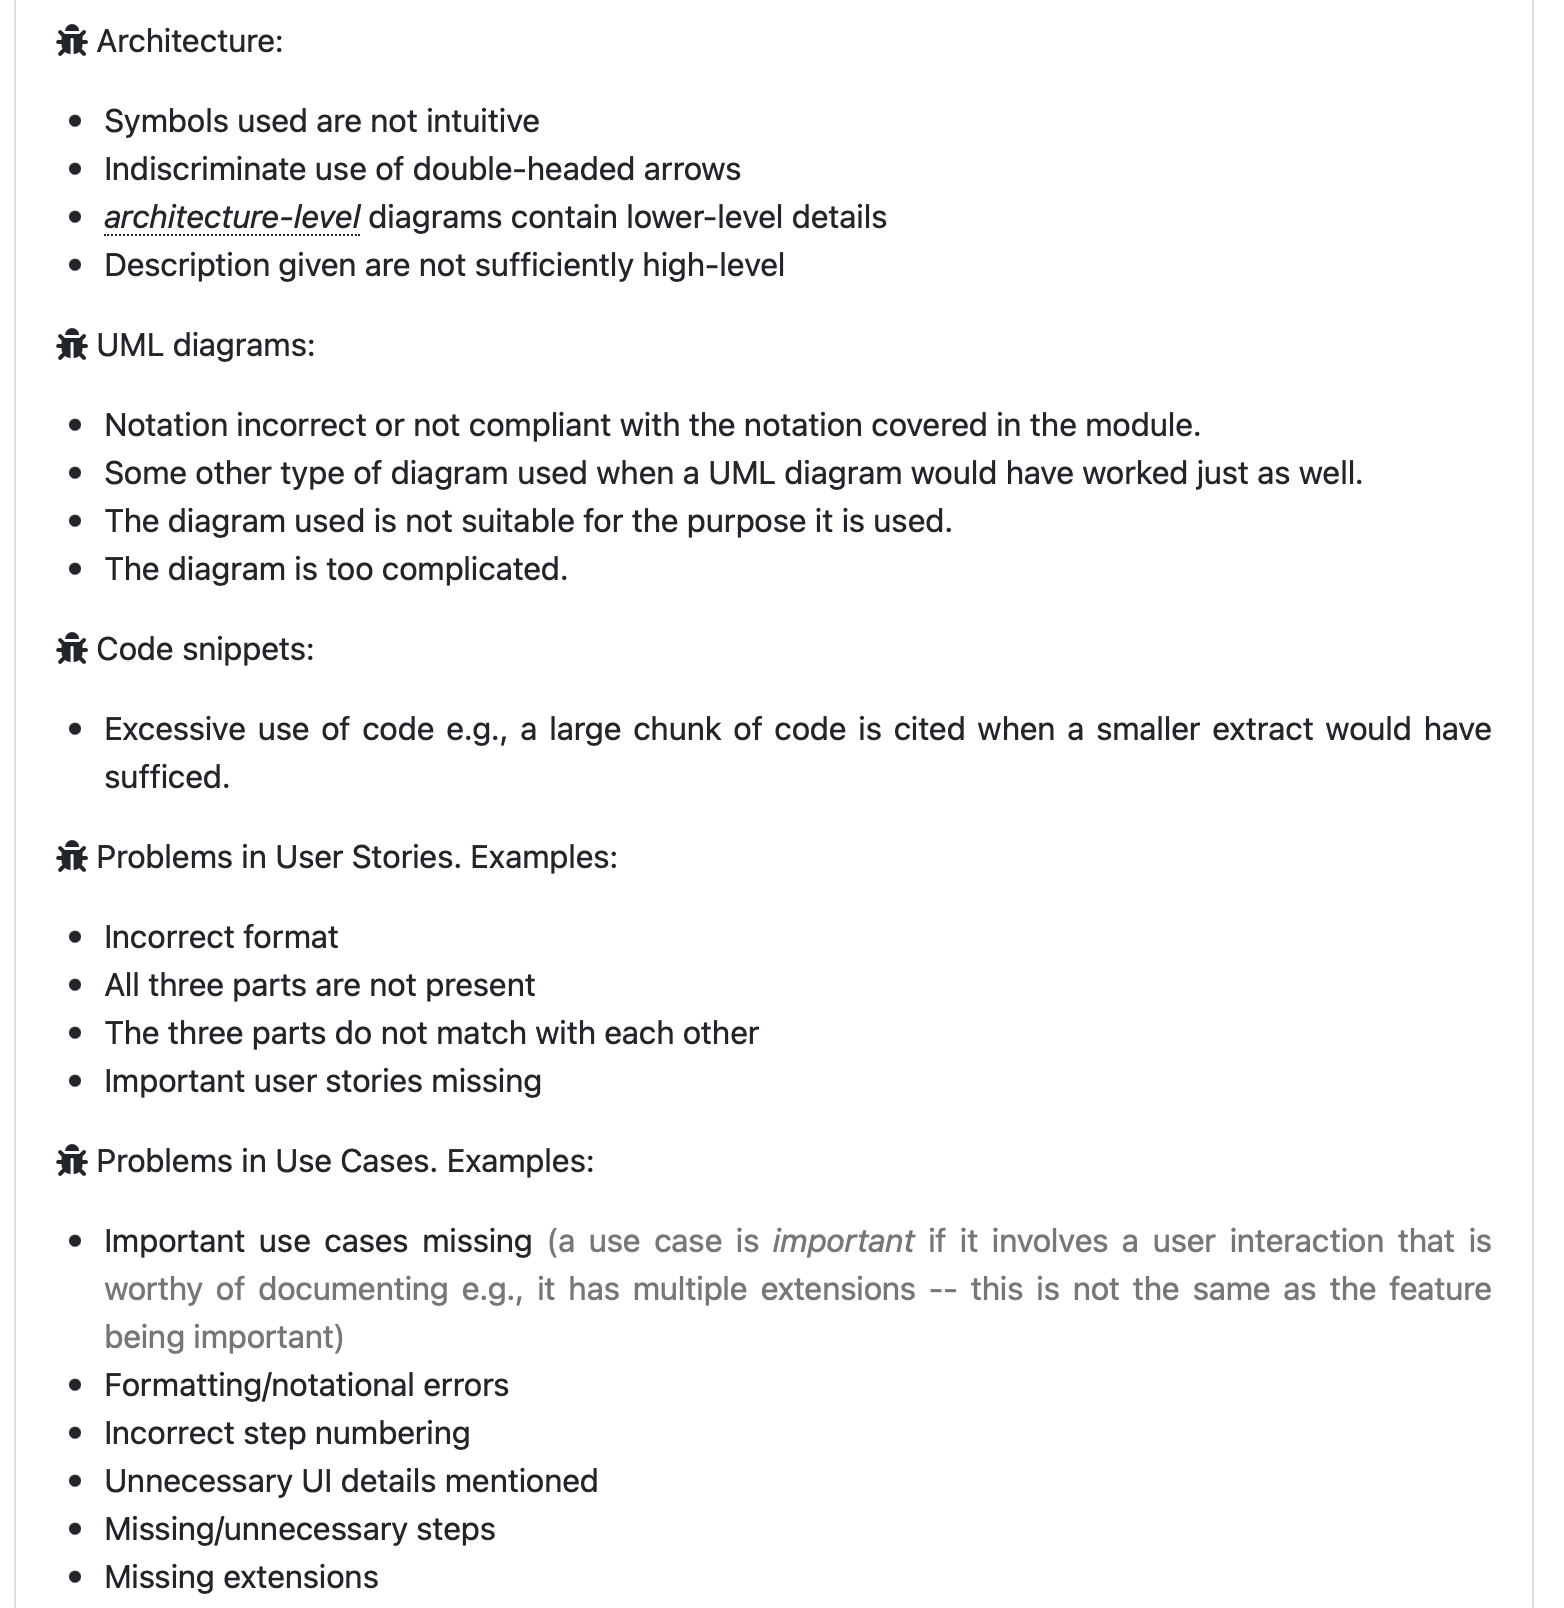 Architecture:
Symbols used are not intuitive
Indiscriminate use of double-headed arrows
architecture-level diagrams contain lower-level details
Description given are not sufficiently high-level
UML diagrams:
Notation incorrect or not compliant with the notation covered in the module.
Some other type of diagram used when a UML diagram would have worked just as well.
The diagram used is not suitable for the purpose it is used.
The diagram is too complicated.
Code snippets:
Excessive use of code e.g., a large chunk of code is cited when a smaller extract would have
sufficed.
Problems in User Stories. Examples:
Incorrect format
All three parts are not present
The three parts do not match with each other
Important user stories missing
Problems in Use Cases. Examples:
Important use cases missing (a use case is important if it involves a user interaction that is
worthy of documenting e.g., it has multiple extensions -- this is not the same as the feature
being important)
Formatting/notational errors
Incorrect step numbering
Unnecessary UI details mentioned
Missing/unnecessary steps
Missing extensions